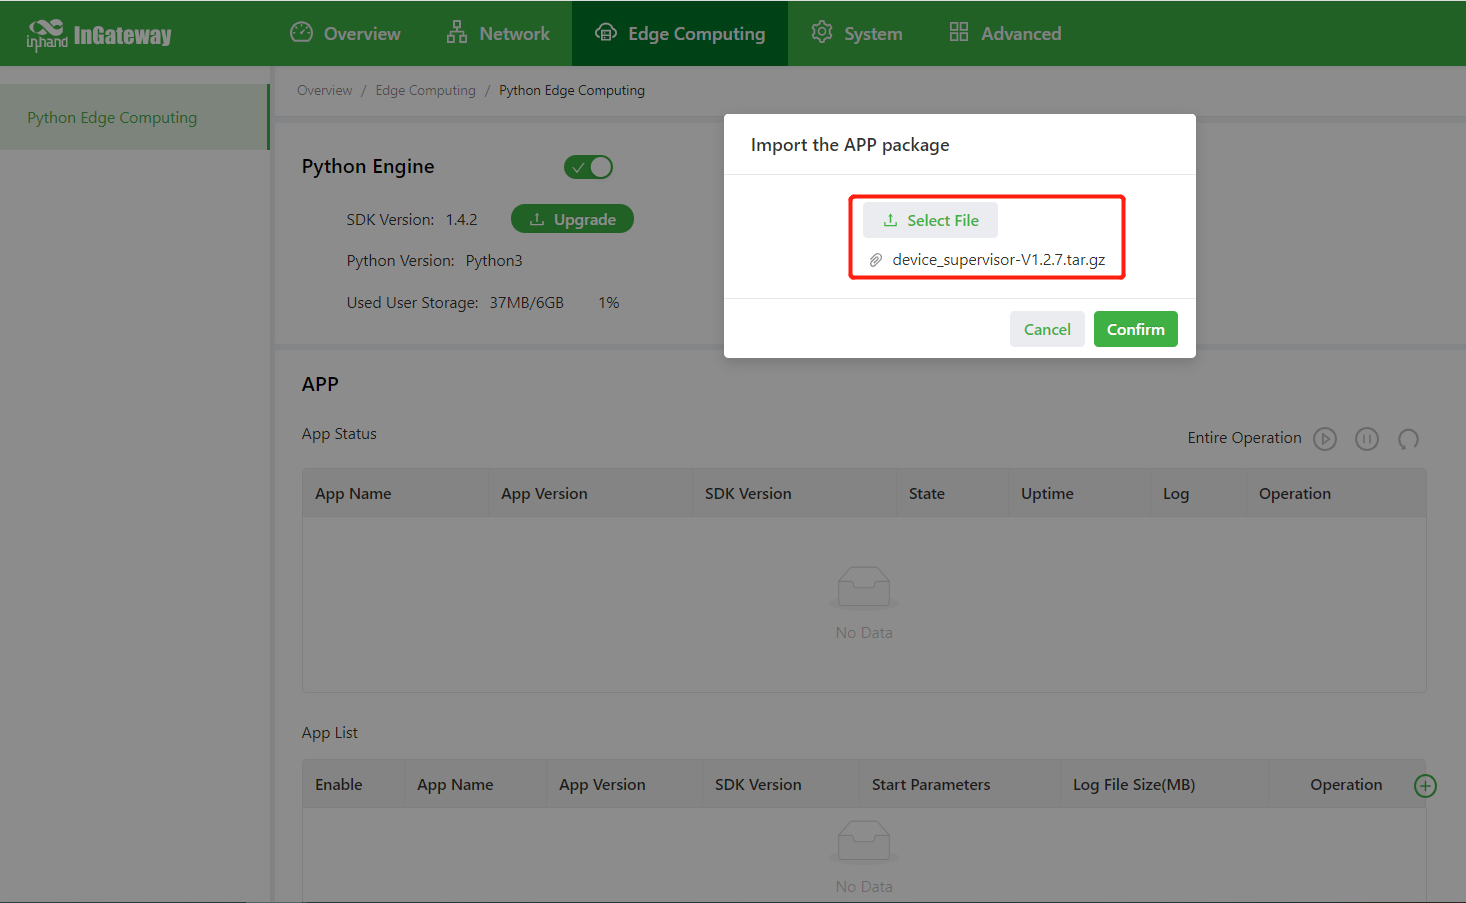 inhand InGateway Overview Network Edge Computing System Advanced
Python Edge Computing
Overview / Edge Computing / Python Edge Computing
Python Engine
SDK Version: 1.4.2 Upgrade
Python Version: Python3
Used User Storage: 37MB/6GB 1%
Import the APP package
Select File
device_supervisor-V1.2.7.tar.gz
Cancel Confirm
APP
App Status Entire Operation
App Name App Version SDK Version State Uptime Log Operation
No Data
App List
Enable App Name App Version SDK Version Start Parameters Log File Size(MB) Operation
No Data